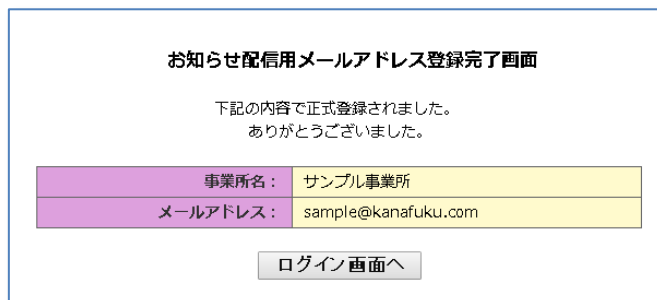 お知らせ配信用メールアドレス登録完了画面
下記の内容で正式登録されました。
ありがとうございました。
事業所名： サンプル事業所
メールアドレス： sample@kanafuku.com
ログイン画面へ